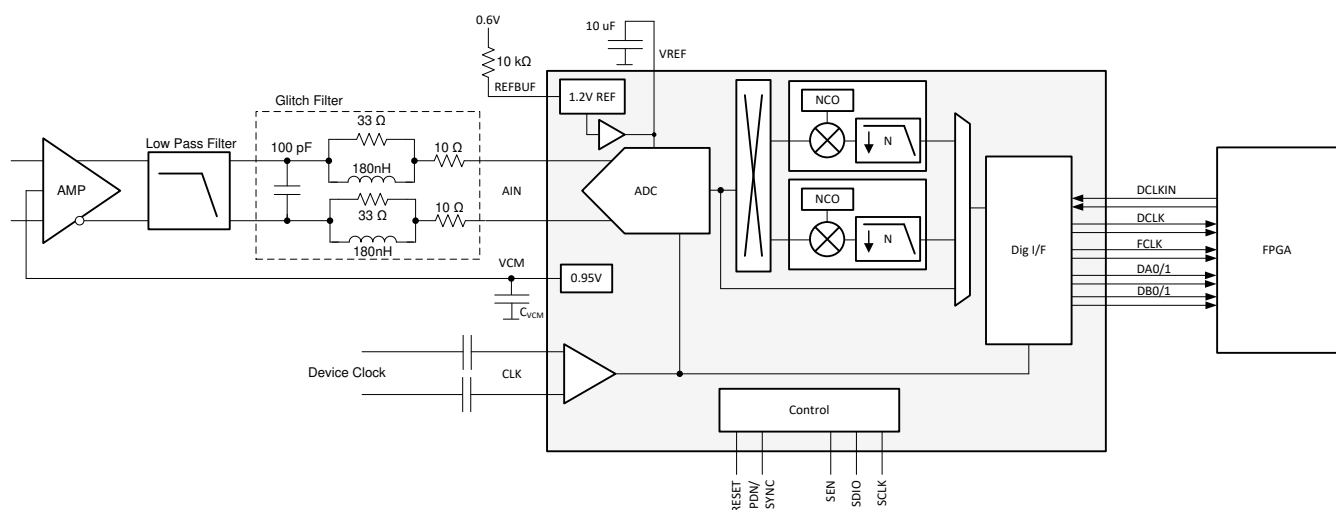 0.6V
10 uF
VREF
10 kΩ
REFBUF
1.2V REF
NCO
N
Glitch Filter
33 Ω
Low Pass Filter
100 pF
10 Ω
180nH
AMP
AIN
ADC
33 Ω
10 Ω
180nH
NCO
N
Dig I/F
DCLKIN
DCLK
FCLK
DA0/1
DB0/1
FPGA
VCM
0.95V
CVCM
Device Clock
CLK
Control
RESET
PDN/
SYNC
SEN
SDIO
SCLK